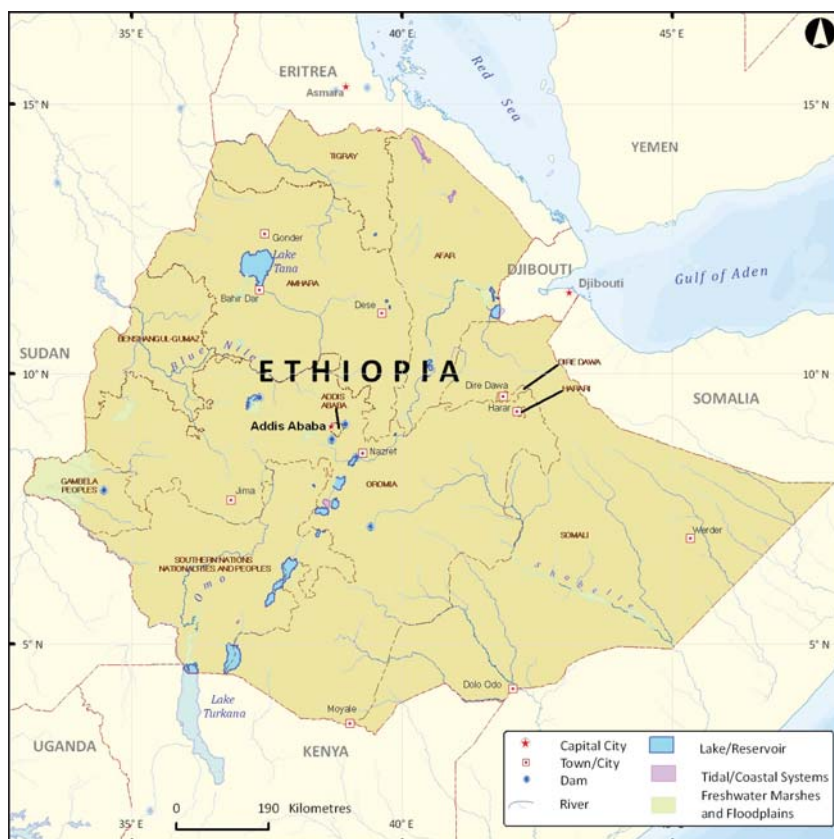 35° E
40° E
45° E
ERITREA
Asmara
Red Sea
15° N
15° N
YEMEN
TIGRAY
Gonder
Lake
Tana
AFAR
DJIBOUTI
Djibouti
Gulf of Aden
AMHARA
Bahir Dar
Dese
BENSHANGUL-GUMAZ
SUDAN
Blue Nile
10° N
10° N
ETHIOPIA
DIRE DAWA
Dire Dawa
HARARI
Harar
SOMALIA
ADDIS
ABABA
Addis Ababa
Nazret
GAMBELA
PEOPLES
Jima
OROMIA
SOMALI
Werder
SOUTHERN NATIONS
NATIONALITIES AND PEOPLES
Omo
Shabelle
5° N
5° N
Dolo Odo
Lake
Turkana
Moyale
UGANDA
KENYA
Capital City
Town/City
Dam
River
Lake/Reservoir
Tidal/Coastal Systems
Freshwater Marshes
and Floodplains
0 190 Kilometres
35° E
40° E